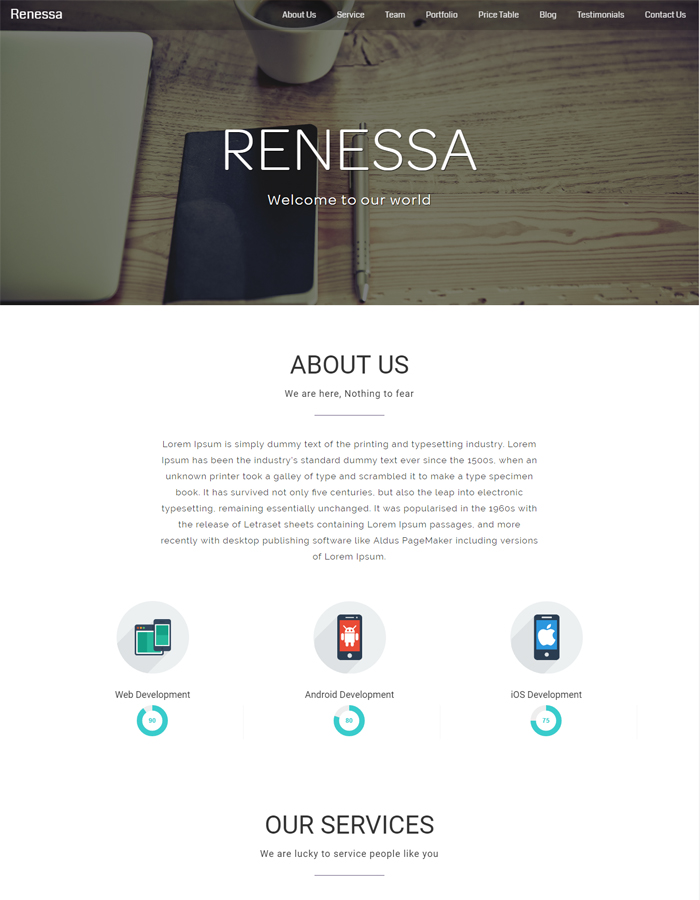 Renessa
About Us Service Team Portfolio Price Table Blog Testimonials Contact Us
RENESSA
Welcome to our world
ABOUT US
We are here, Nothing to fear
Lorem Ipsum is simply dummy text of the printing and typesetting industry. Lorem
Ipsum has been the industry's standard dummy text ever since the 1500s, when an
unknown printer took a galley of type and scrambled it to make a type specimen
book. It has survived not only five centuries, but also the leap into electronic
typesetting, remaining essentially unchanged. It was popularised in the 1960s with
the release of Letraset sheets containing Lorem Ipsum passages, and more
recently with desktop publishing software like Aldus PageMaker including versions
of Lorem Ipsum.
Web Development
90
Android Development
80
iOS Development
75
OUR SERVICES
We are lucky to service people like you